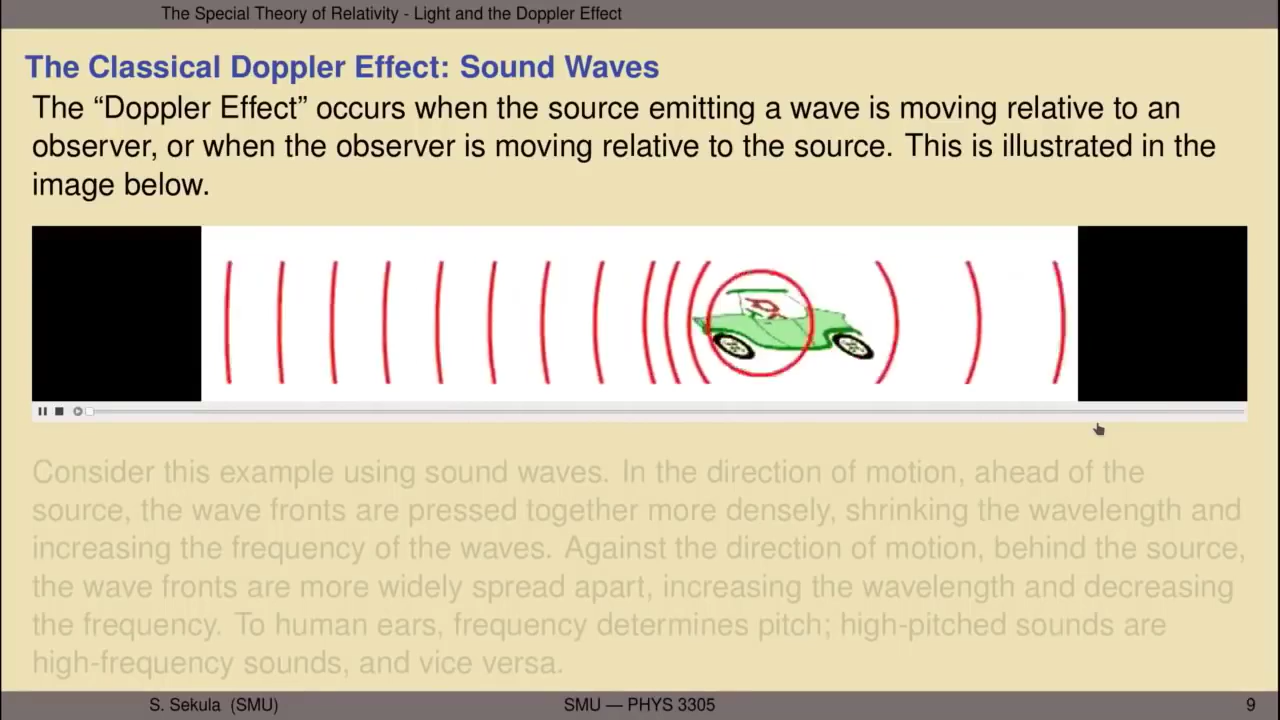 The Special Theory of Relativity - Light and the Doppler Effect
The Classical Doppler Effect: Sound Waves
The “Doppler Effect” occurs when the source emitting a wave is moving relative to an
observer, or when the observer is moving relative to the source. This is illustrated in the
image below.
Consider this example using sound waves. In the direction of motion, ahead of the
source, the wave fronts are pressed together more densely, shrinking the wavelength and
increasing the frequency of the waves. Against the direction of motion, behind the source,
the wave fronts are more widely spread apart, increasing the wavelength and decreasing
the frequency. To human ears, frequency determines pitch; high-pitched sounds are
high-frequency sounds, and vice versa.
S. Sekula (SMU) SMU — PHYS 3305 9